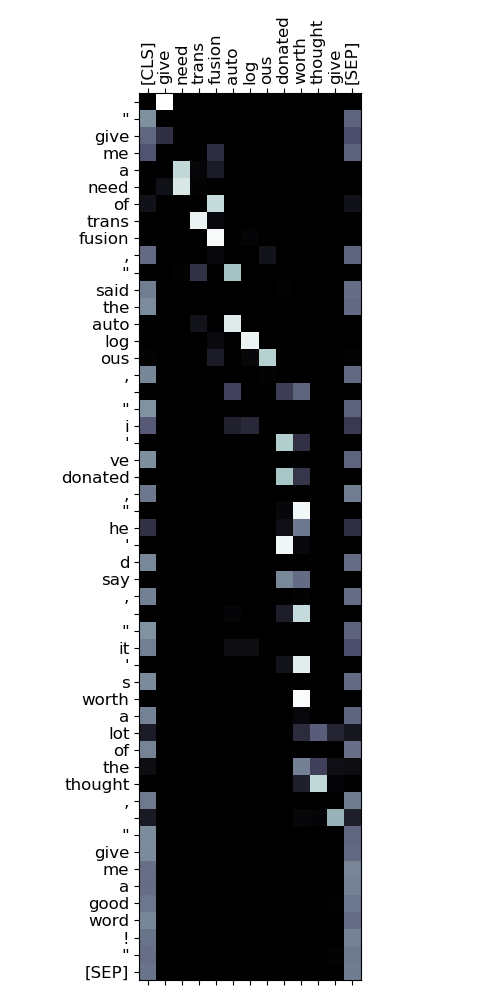 [CLS]
give
need
trans
fusion
auto
log
ous
donated
worth
thought
give
[SEP]
"
give
me
a
need
of
trans
fusion
,
"
said
the
auto
log
ous
,
"
i
'
ve
donated
,
"
he
'
d
say
,
"
it
'
s
worth
a
lot
of
the
thought
,
"
give
me
a
good
word
!
"
[SEP]